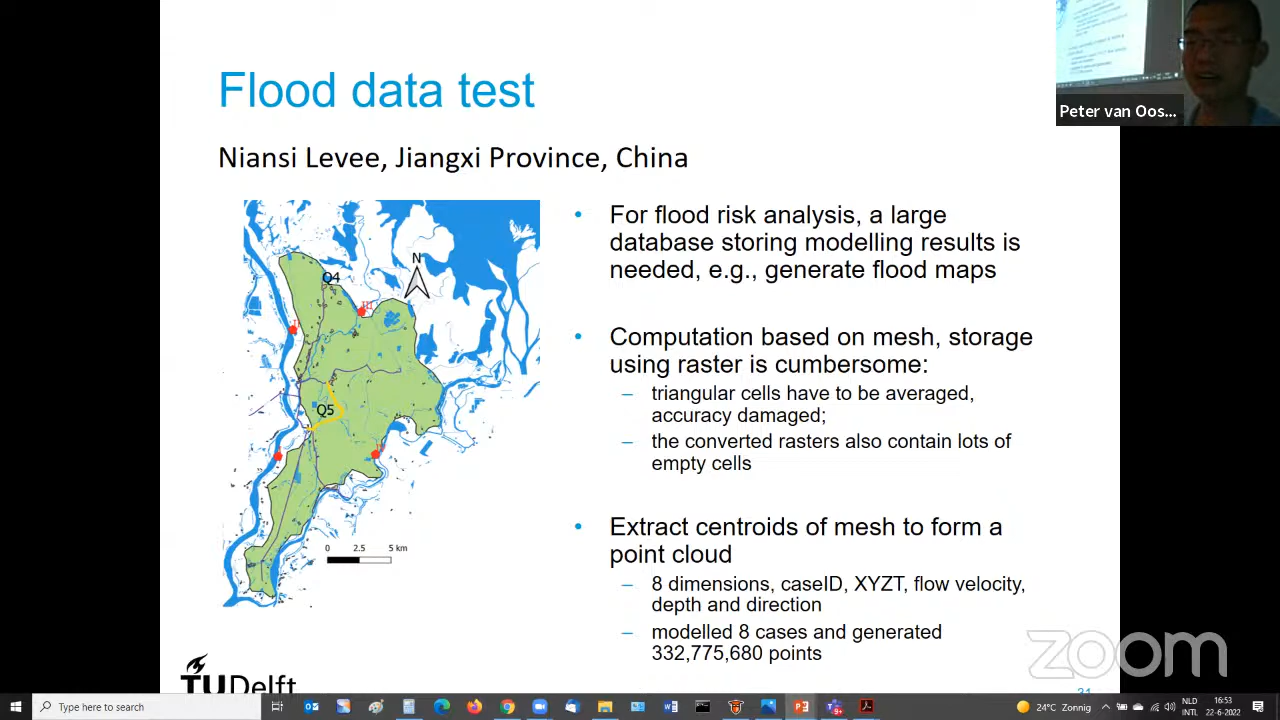 Flood data test
Niansi Levee, Jiangxi Province, China
Peter van Oos...
• For flood risk analysis, a large
database storing modelling results is
needed, e.g., generate flood maps
• Computation based on mesh, storage
using raster is cumbersome:
– triangular cells have to be averaged,
accuracy damaged;
– the converted rasters also contain lots of
empty cells
• Extract centroids of mesh to form a
point cloud
– 8 dimensions, caseID, XYZT, flow velocity,
depth and direction
– modelled 8 cases and generated
332,775,680 points
N
Q4
Q5
0 2.5 5 km
TUDelft
31
zoom
Type here to search
24°C Zonnig
NLD
INTL
16:53
22-6-2022